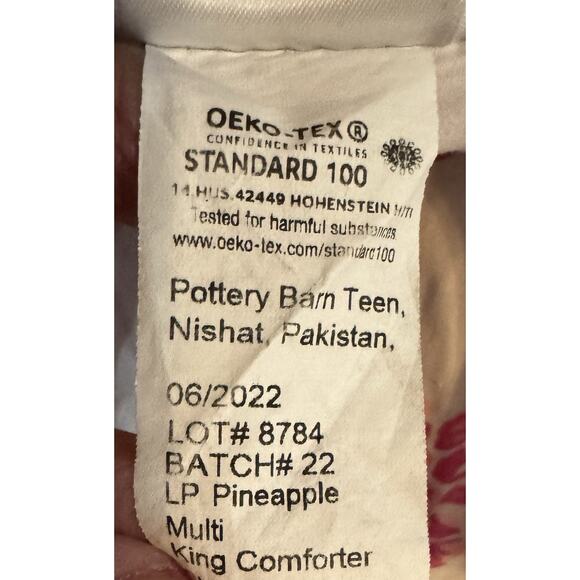 OEKO-TEX®
CONFIDENCE IN TEXTILES
STANDARD 100
14.HUS.42449 HOHENSTEIN HTTI
Tested for harmful substances
www.oeko-tex.com/standard100
Pottery Barn Teen,
Nishat, Pakistan,
06/2022
LOT# 8784
BATCH# 22
LP Pineapple
Multi
King Comforter